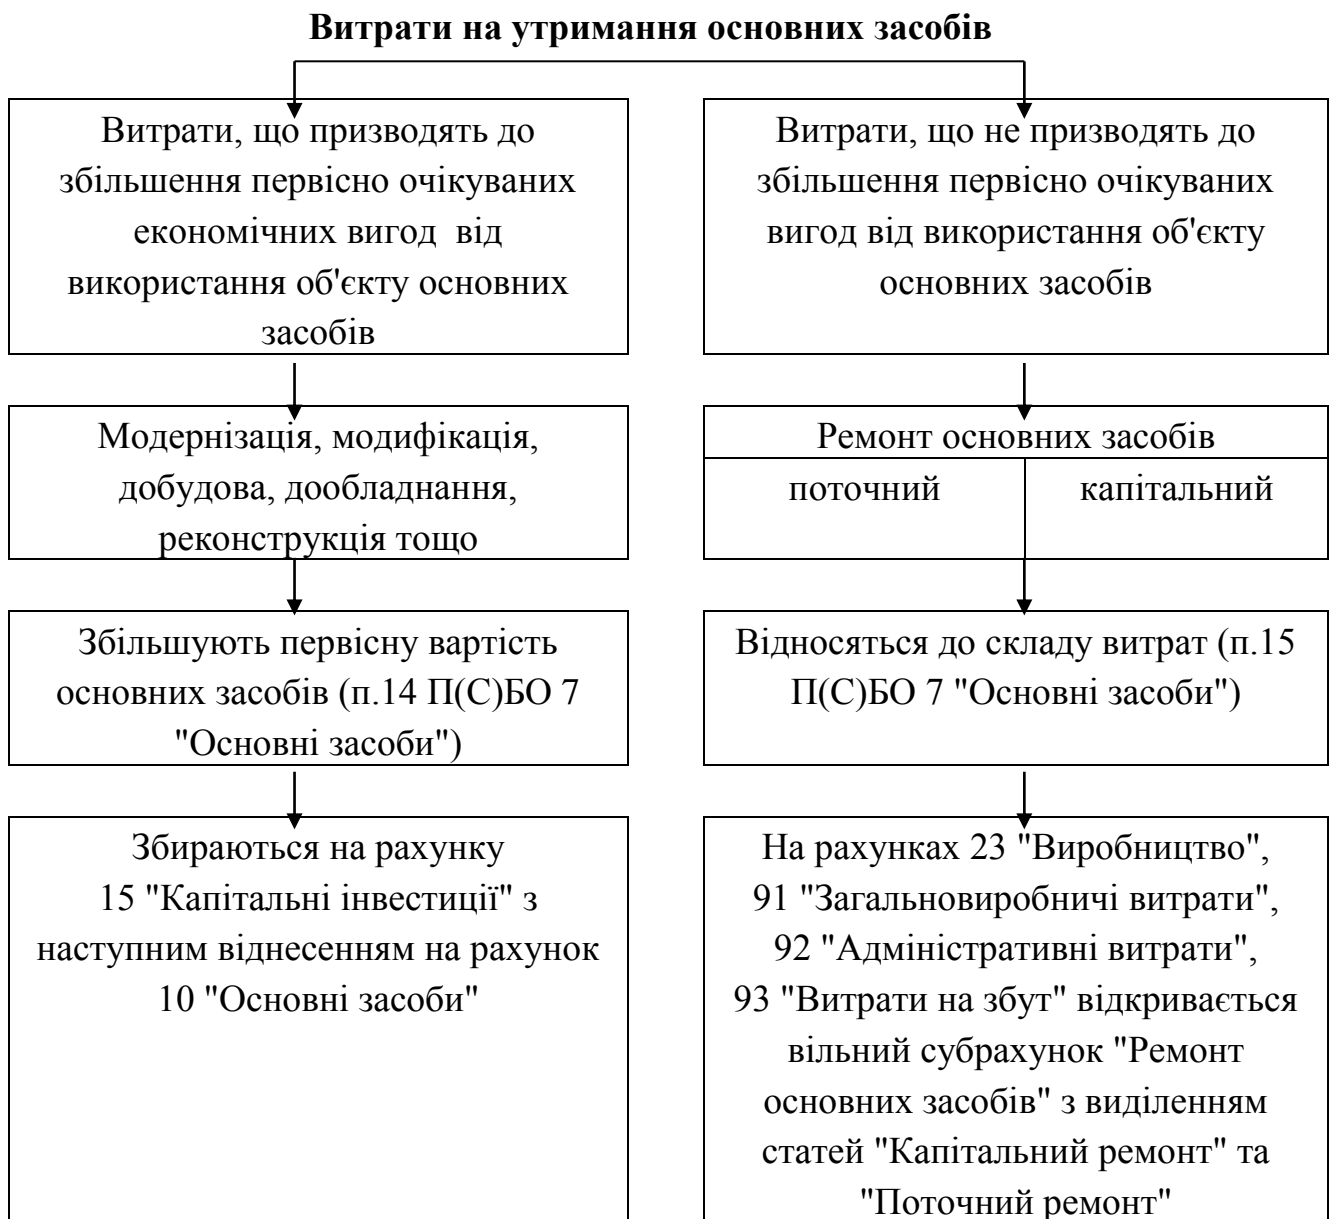 Витрати на утримання основних засобів
Витрати, що призводять до
збільшення первісно очікуваних
економічних вигод від
використання об'єкту основних
засобів
Витрати, що не призводять до
збільшення первісно очікуваних
вигод від використання об'єкту
основних засобів
Модернізація, модифікація,
добудова, дообладнання,
реконструкція тощо
Ремонт основних засобів
поточний
капітальний
Збільшують первісну вартість
основних засобів (п.14 П(С)БО 7
"Основні засоби")
Відносяться до складу витрат (п.15
П(С)БО 7 "Основні засоби")
Збираються на рахунку
15 "Капітальні інвестиції" з
наступним віднесенням на рахунок
10 "Основні засоби"
На рахунках 23 "Виробництво",
91 "Загальновиробничі витрати",
92 "Адміністративні витрати",
93 "Витрати на збут" відкривається
вільний субрахунок "Ремонт
основних засобів" з виділенням
статей "Капітальний ремонт" та
"Поточний ремонт"